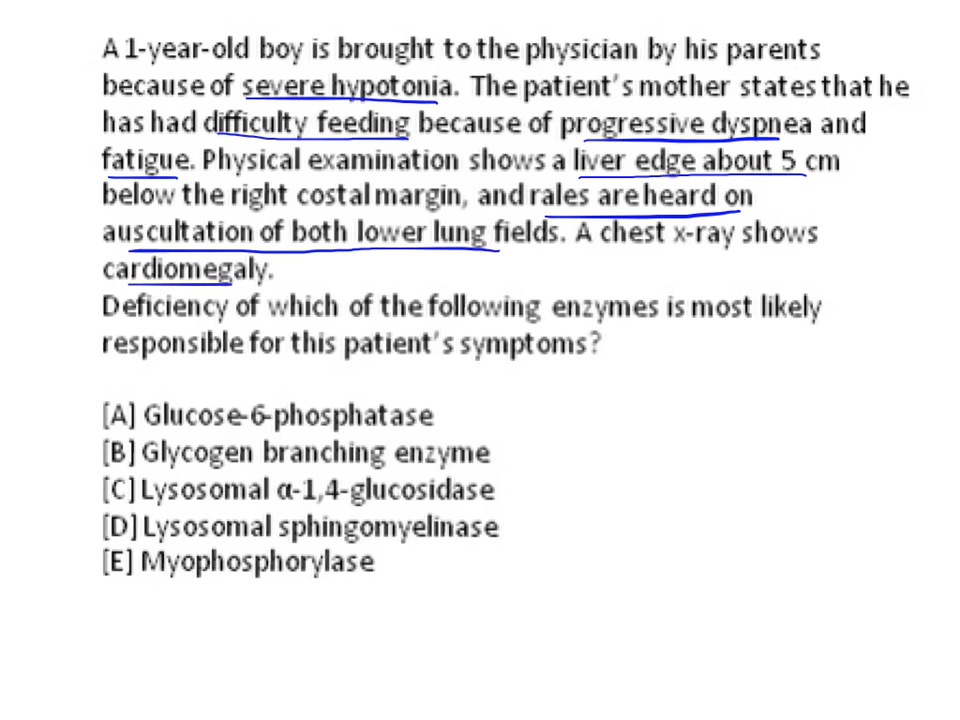 A 1-year-old boy is brought to the physician by his parents
because of severe hypotonia. The patient's mother states that he
has had difficulty feeding because of progressive dyspnea and
fatigue. Physical examination shows a liver edge about 5 cm
below the right costal margin, and rales are heard on
auscultation of both lower lung fields. A chest x-ray shows
cardiomegaly.
Deficiency of which of the following enzymes is most likely
responsible for this patient's symptoms?
[A] Glucose-6-phosphatase
[B] Glycogen branching enzyme
[C] Lysosomal α-1,4-glucosidase
[D] Lysosomal sphingomyelinase
[E] Myophosphorylase